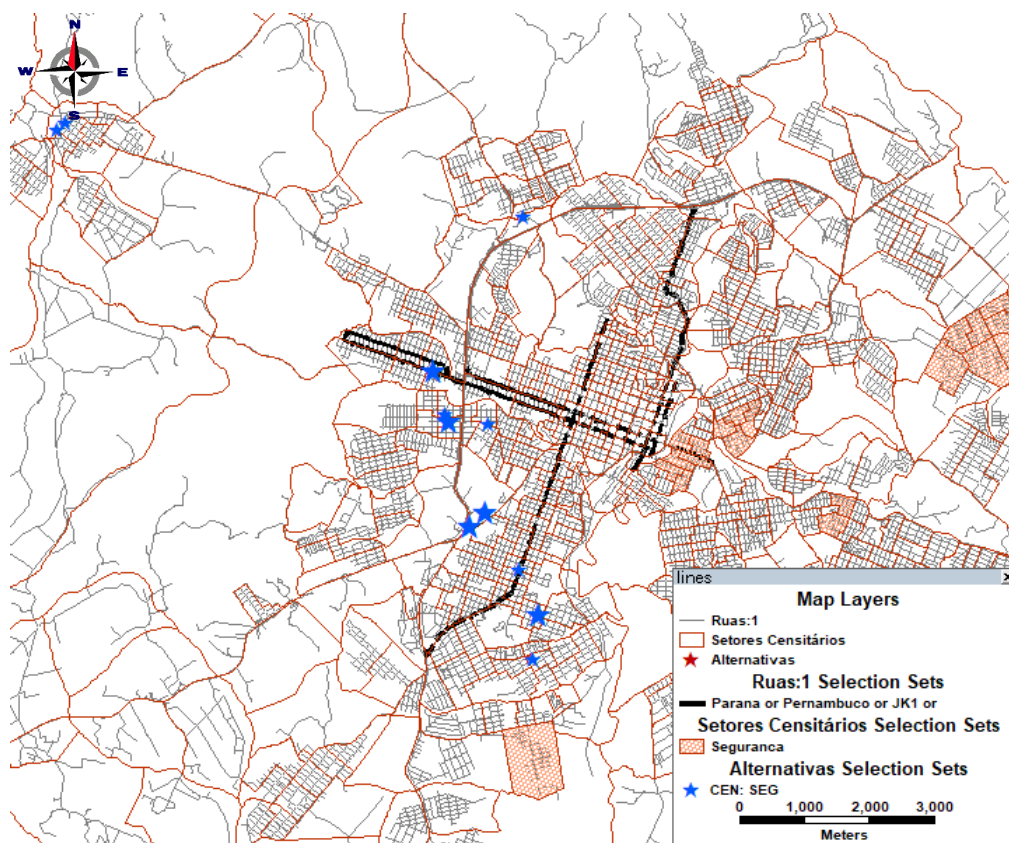 N
W E
S
lines x
Map Layers
Ruas:1
Setores Censitários
Alternativas
Ruas:1 Selection Sets
Parana or Pernambuco or JK1 or
Setores Censitários Selection Sets
Seguranca
Alternativas Selection Sets
CEN: SEG
0 1,000 2,000 3,000
Meters